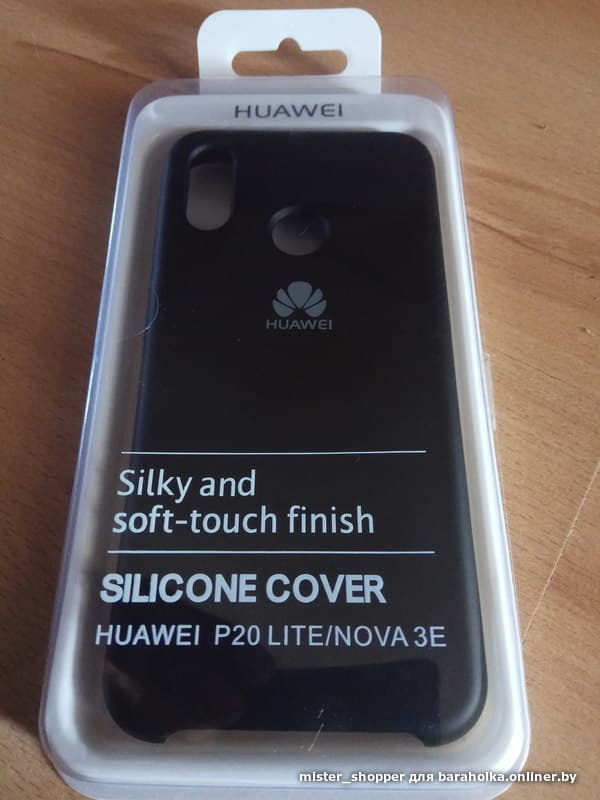 HUAWEI
HUAWEI
Silky and
soft-touch finish
SILICONE COVER
HUAWEI P20 LITE/NOVA 3E
mister_shopper для baraholka.onliner.by